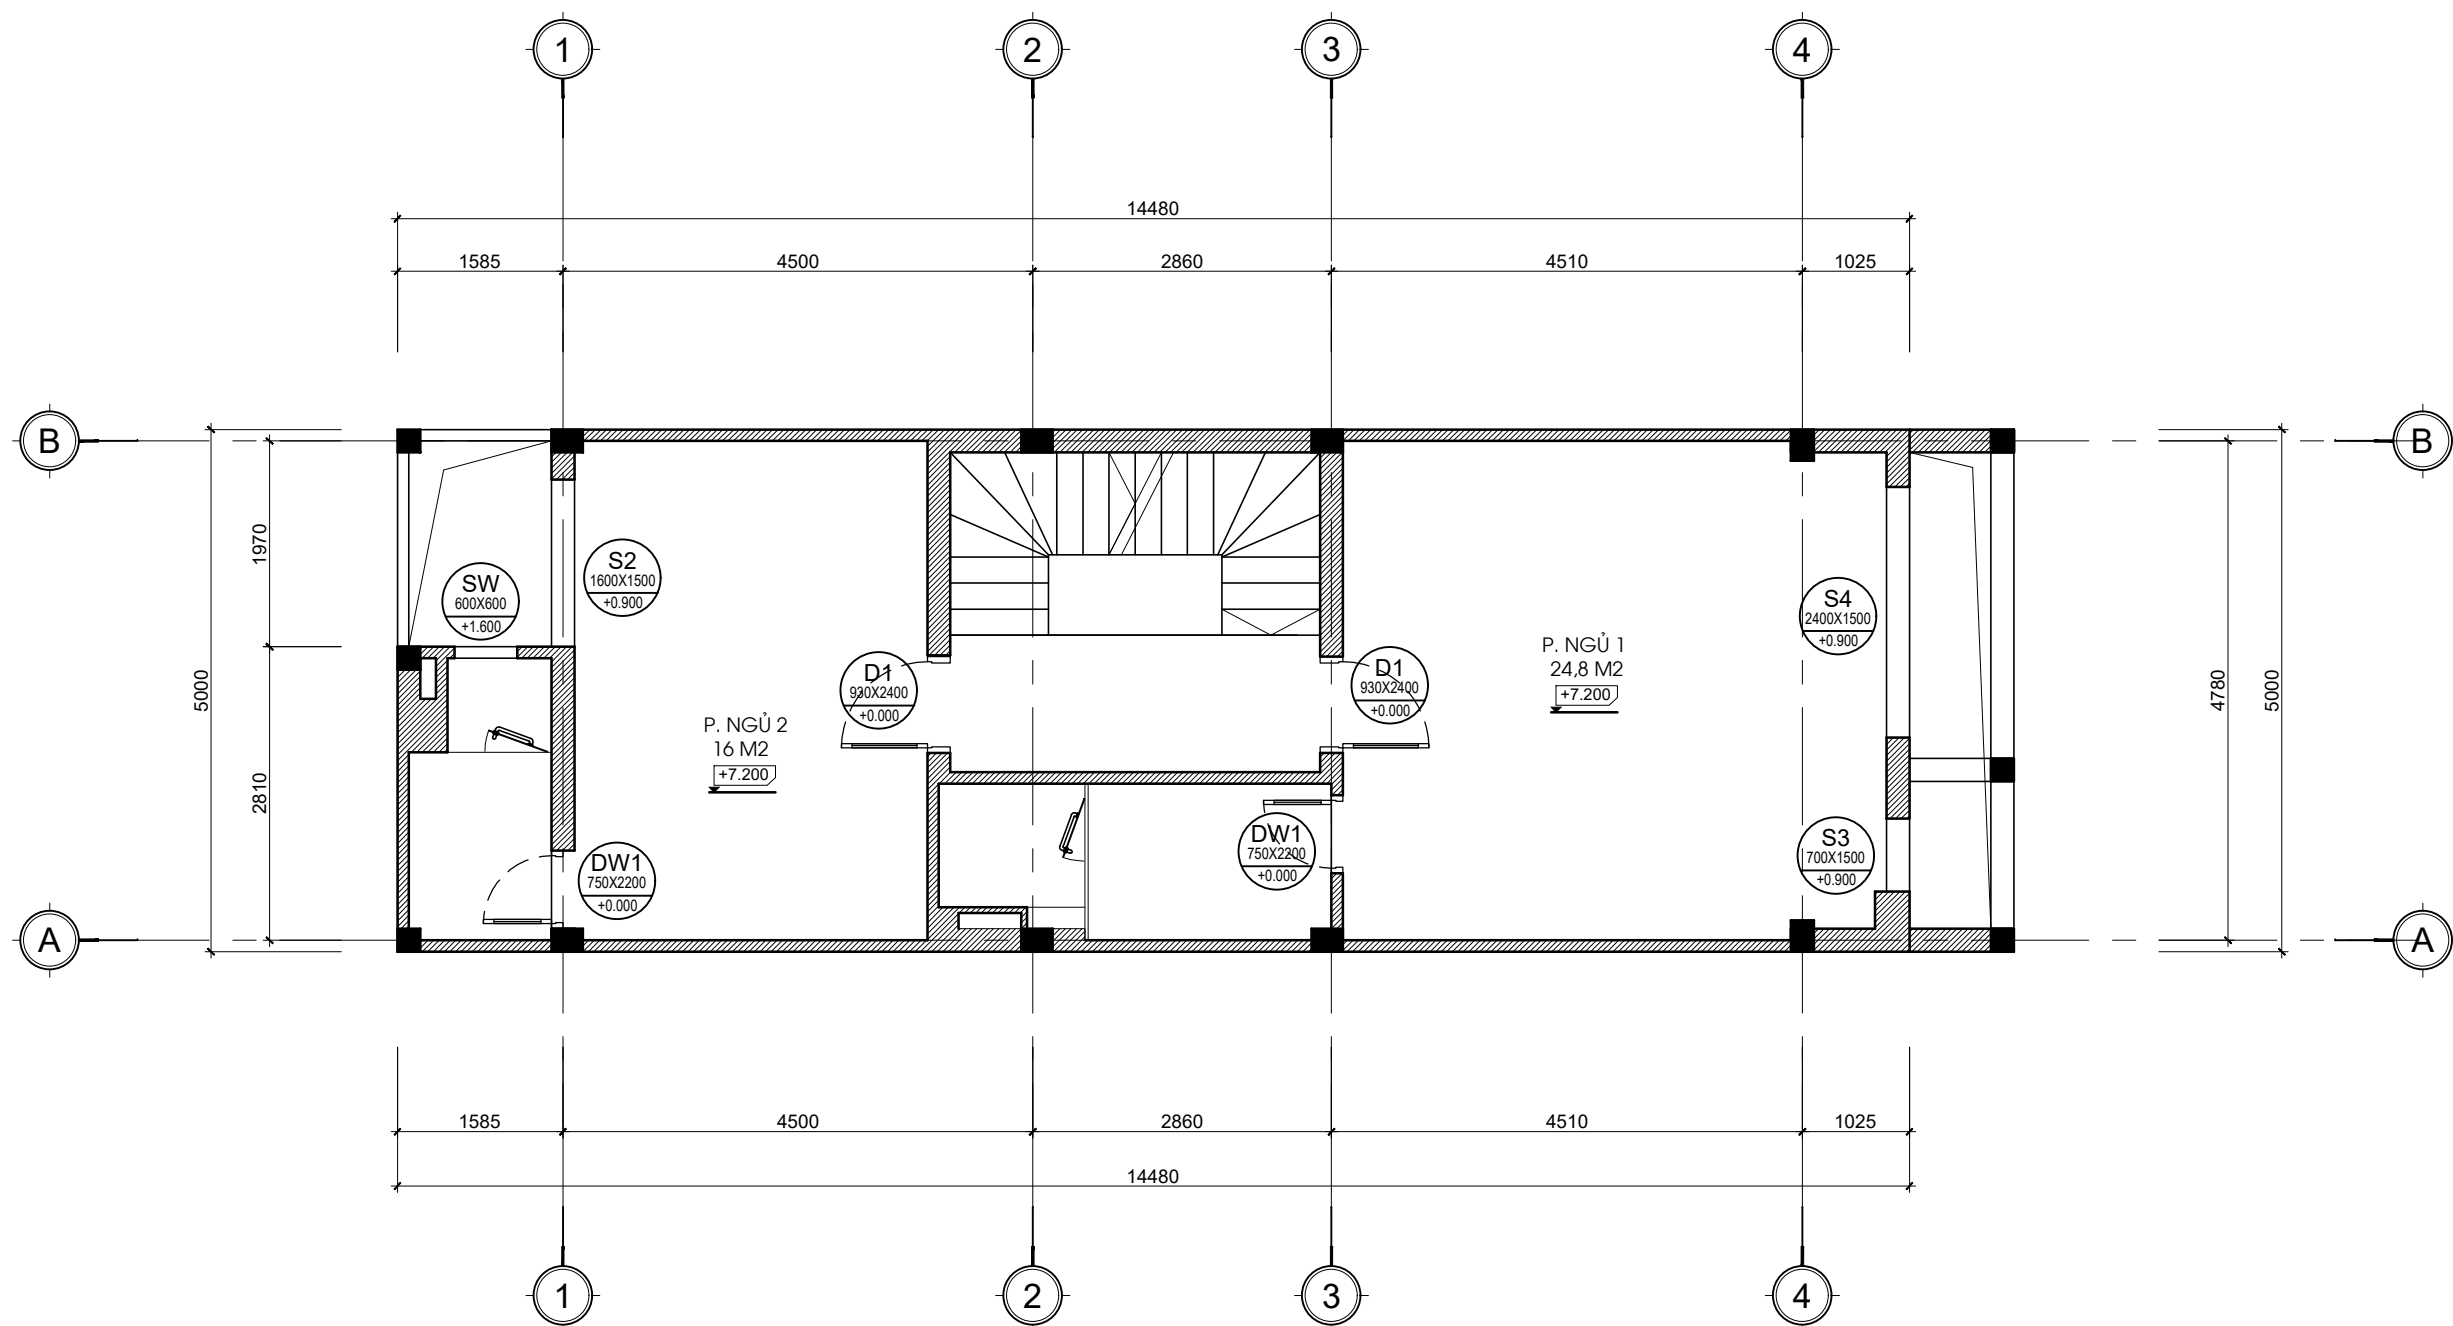 1 2 3 4
14480
1585 4500 2860 4510 1025
B B
1970
5000
2810
4780
5000
SW
600X600
+1.600
S2
1600X1500
+0.900
D1
930X2400
+0.000
D1
930X2400
+0.000
S4
2400X1500
+0.900
P. NGỦ 1
24,8 M2
+7.200
P. NGỦ 2
16 M2
+7.200
DW1
750X2200
+0.000
DW1
750X2200
+0.000
S3
700X1500
+0.900
A A
1585 4500 2860 4510 1025
14480
1 2 3 4